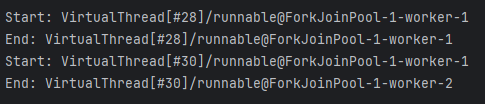 Start: VirtualThread[#28]/runnable@ForkJoinPool-1-worker-1
End: VirtualThread[#28]/runnable@ForkJoinPool-1-worker-1
Start: VirtualThread[#30]/runnable@ForkJoinPool-1-worker-1
End: VirtualThread[#30]/runnable@ForkJoinPool-1-worker-2